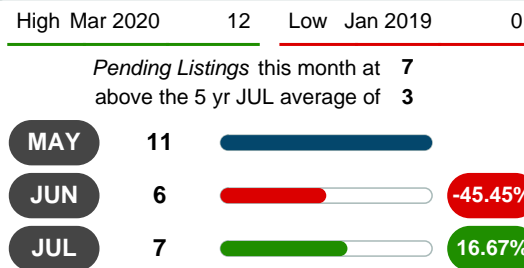 High Mar 2020 12 Low Jan 2019 0
Pending Listings this month at 7
above the 5 yr JUL average of 3
MAY 11
JUN 6 -45.45%
JUL 7 16.67%